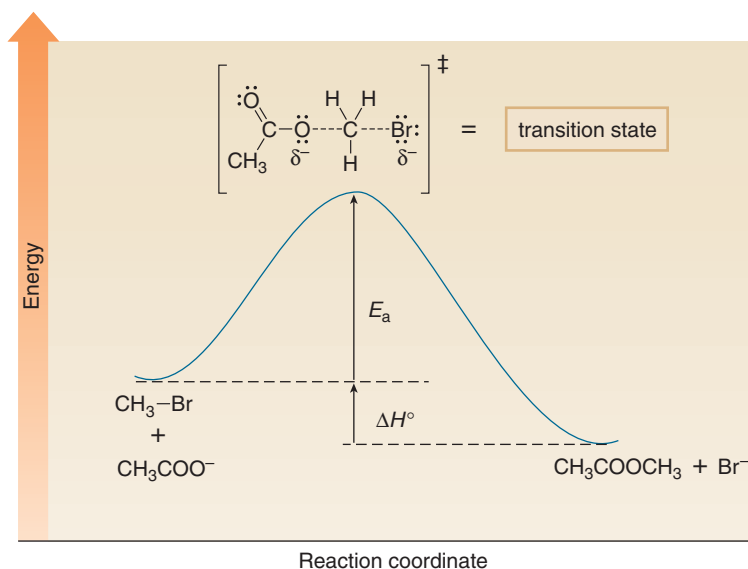 ‡
:Ö
H H
C–Ö----C----Br: = transition state
CH₃ δ⁻ H δ⁻
Energy
Eₐ
CH₃–Br
+
CH₃COO⁻
ΔH°
CH₃COOCH₃ + Br⁻
Reaction coordinate